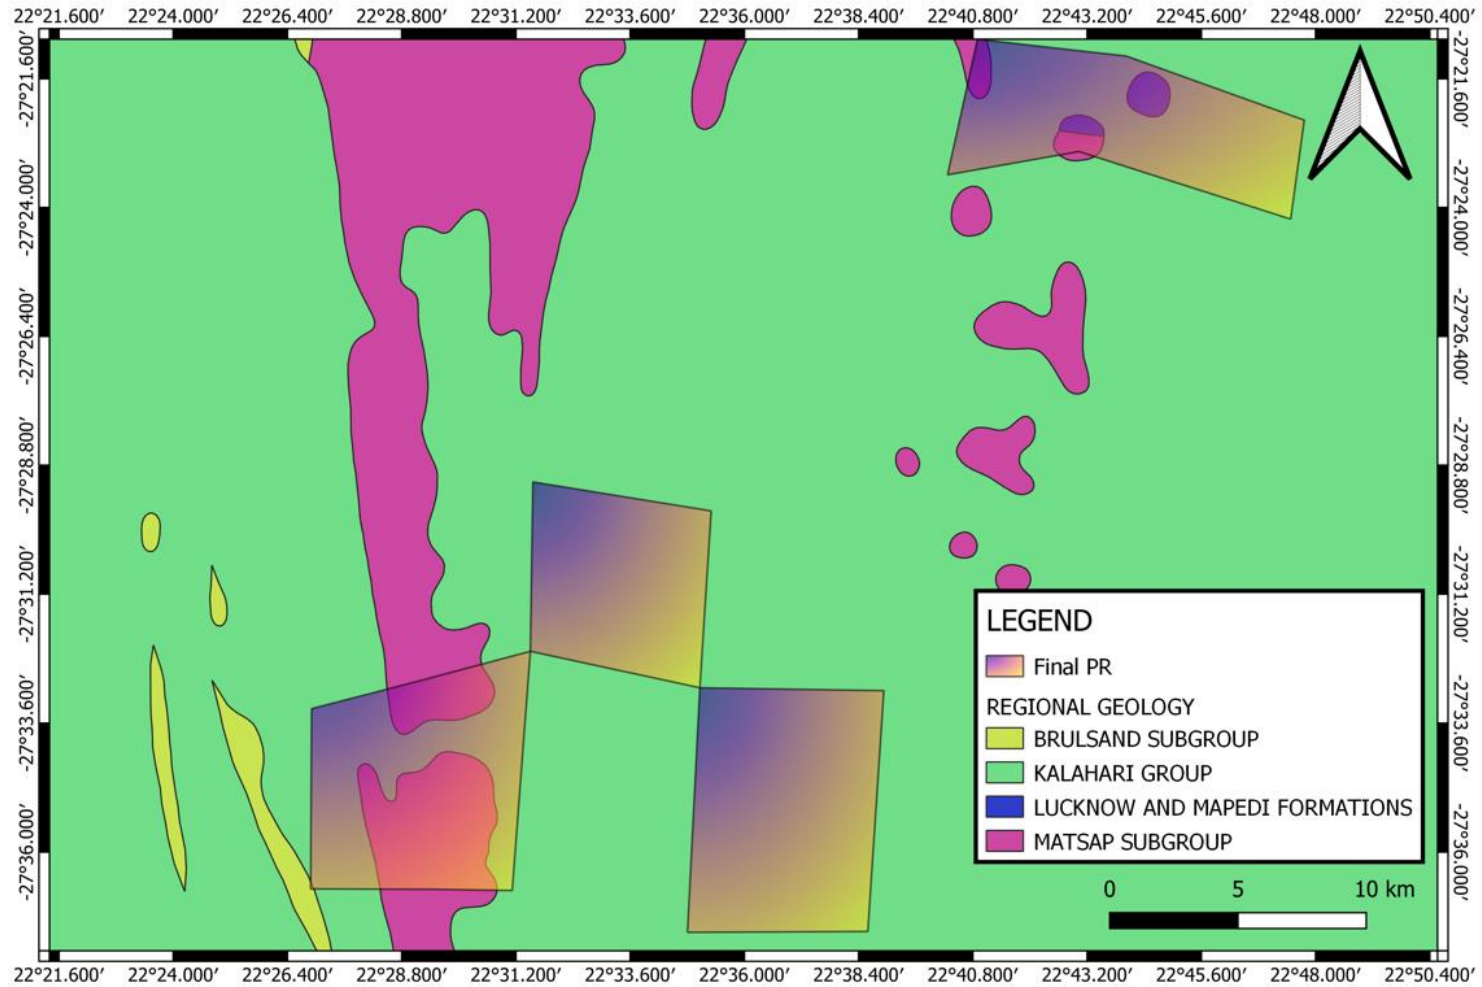 22°21.600′ 22°24.000′ 22°26.400′ 22°28.800′ 22°31.200′ 22°33.600′ 22°36.000′ 22°38.400′ 22°40.800′ 22°43.200′ 22°45.600′ 22°48.000′ 22°50.400′
-27°21.600′
-27°24.000′
-27°26.400′
-27°28.800′
-27°31.200′
-27°33.600′
-27°36.000′
-27°21.600′
-27°21.600′
-27°24.000′
-27°26.400′
-27°28.800′
-27°31.200′
-27°33.600′
-27°36.000′
LEGEND
Final PR
REGIONAL GEOLOGY
BRULSAND SUBGROUP
KALAHARI GROUP
LUCKNOW AND MAPEDI FORMATIONS
MATSAP SUBGROUP
0 5 10 km
22°21.600′ 22°24.000′ 22°26.400′ 22°28.800′ 22°31.200′ 22°33.600′ 22°36.000′ 22°38.400′ 22°40.800′ 22°43.200′ 22°45.600′ 22°48.000′ 22°50.400′